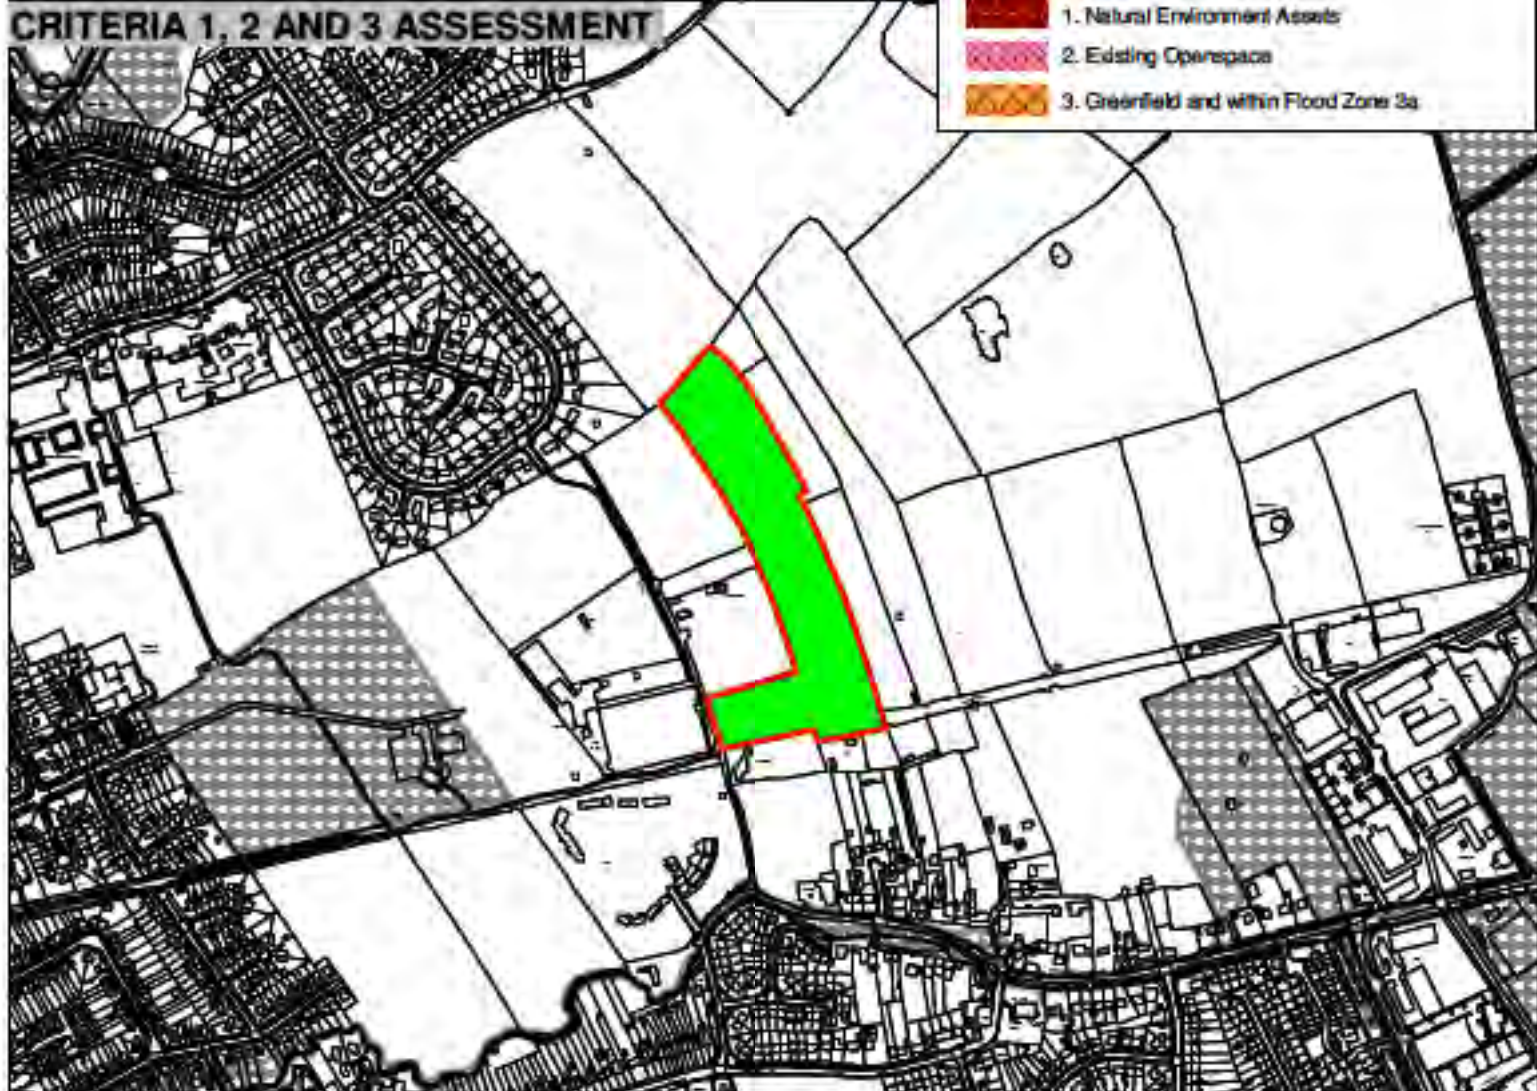 CRITERIA 1, 2 AND 3 ASSESSMENT
1. Natural Environment Assets
2. Existing Openspace
3. Greenfield and within Flood Zone 3a